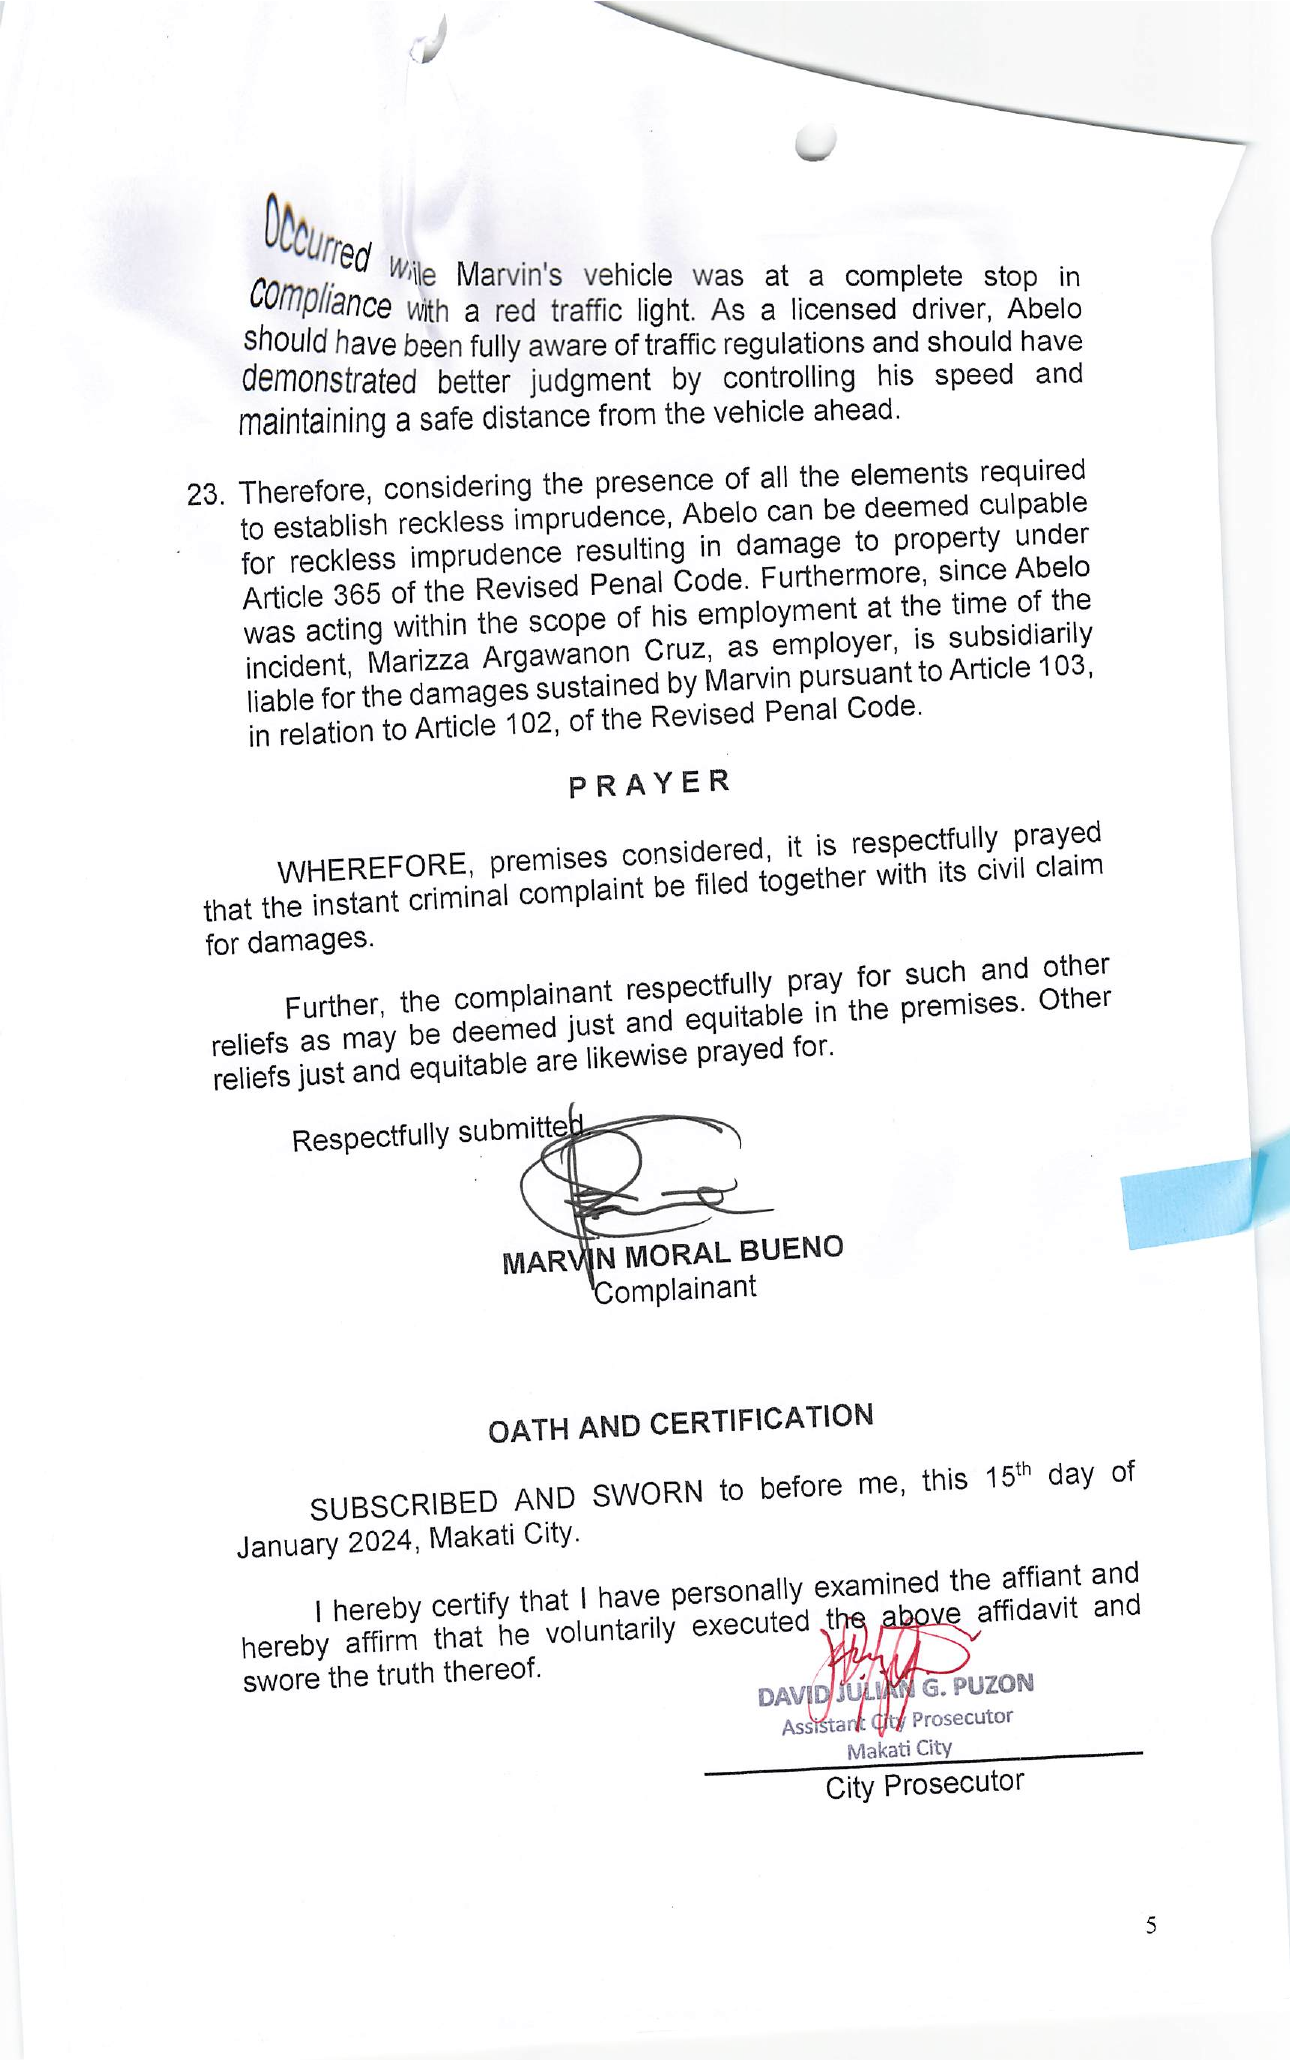 Occurred wile Marvin's vehicle was at a complete stop in
compliance with a red traffic light. As a licensed driver, Abelo
should have been fully aware of traffic regulations and should have
demonstrated better judgment by controlling his speed and
maintaining a safe distance from the vehicle ahead.
23. Therefore, considering the presence of all the elements required
to establish reckless imprudence, Abelo can be deemed culpable
for reckless imprudence resulting in damage to property under
Article 365 of the Revised Penal Code. Furthermore, since Abelo
was acting within the scope of his employment at the time of the
incident, Marizza Argawanon Cruz, as employer, is subsidiarily
liable for the damages sustained by Marvin pursuant to Article 103,
in relation to Article 102, of the Revised Penal Code.
P R A Y E R
WHEREFORE, premises considered, it is respectfully prayed
that the instant criminal complaint be filed together with its civil claim
for damages.
Further, the complainant respectfully pray for such and other
reliefs as may be deemed just and equitable in the premises. Other
reliefs just and equitable are likewise prayed for.
Respectfully submitted.
MARVIN MORAL BUENO
Complainant
OATH AND CERTIFICATION
SUBSCRIBED AND SWORN to before me, this 15th day of
January 2024, Makati City.
I hereby certify that I have personally examined the affiant and
hereby affirm that he voluntarily executed the above affidavit and
swore the truth thereof.
DAVID JULIAN G. PUZON
Assistant City Prosecutor
Makati City
City Prosecutor
5